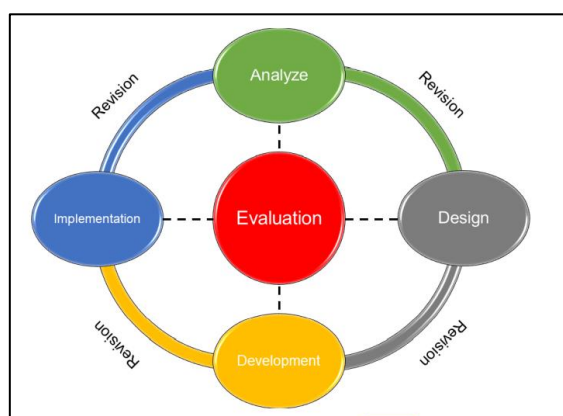 Analyze
Revision
Revision
Implementation
Evaluation
Design
Revision
Development
Revision